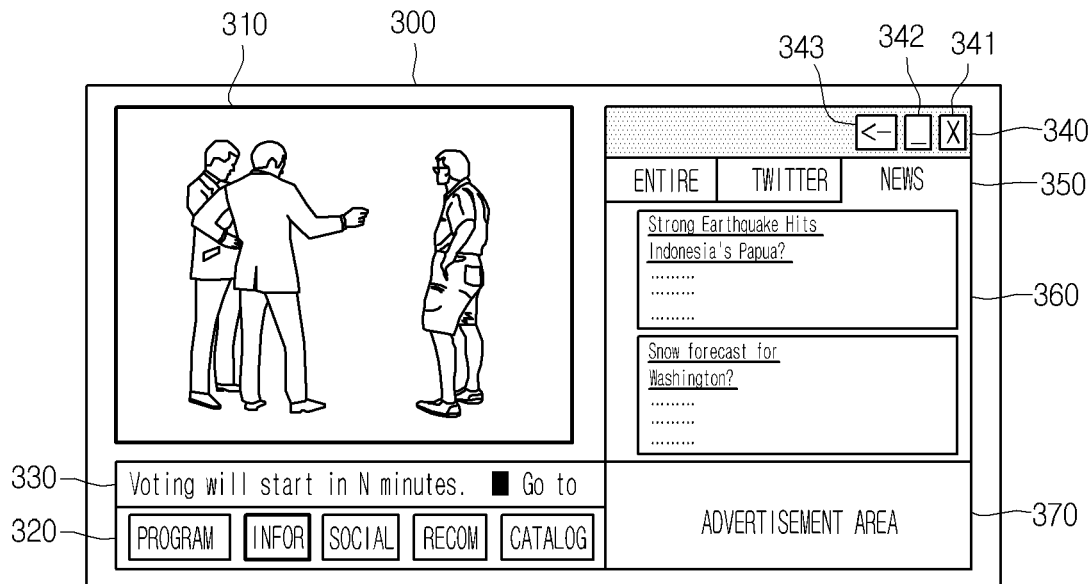 310
300
343
342
341
<- _ X
340
ENTIRE TWITTER NEWS
350
Strong Earthquake Hits
Indonesia's Papua?
.........
.........
.........
360
Snow forecast for
Washington?
.........
.........
.........
330
Voting will start in N minutes. ■ Go to
320
PROGRAM INFOR SOCIAL RECOM CATALOG
ADVERTISEMENT AREA
370